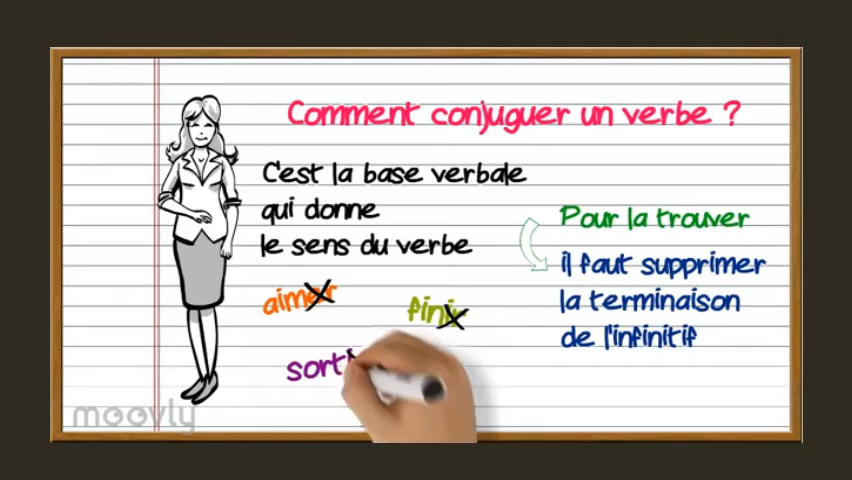 Comment conjuguer un verbe ?
C'est la base verbale
qui donne
le sens du verbe
Pour la trouver
il faut supprimer
la terminaison
de l'infinitif
aimer
finir
sort
moovly